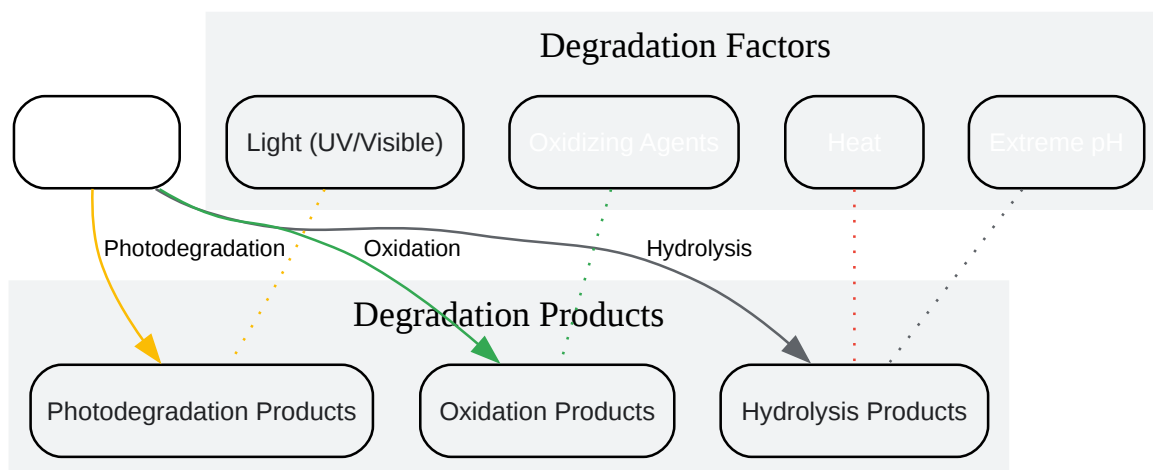 Degradation Factors
Light (UV/Visible)
Oxidizing Agents
Heat
Extreme pH
Photodegradation
Oxidation
Hydrolysis
Degradation Products
Photodegradation Products
Oxidation Products
Hydrolysis Products